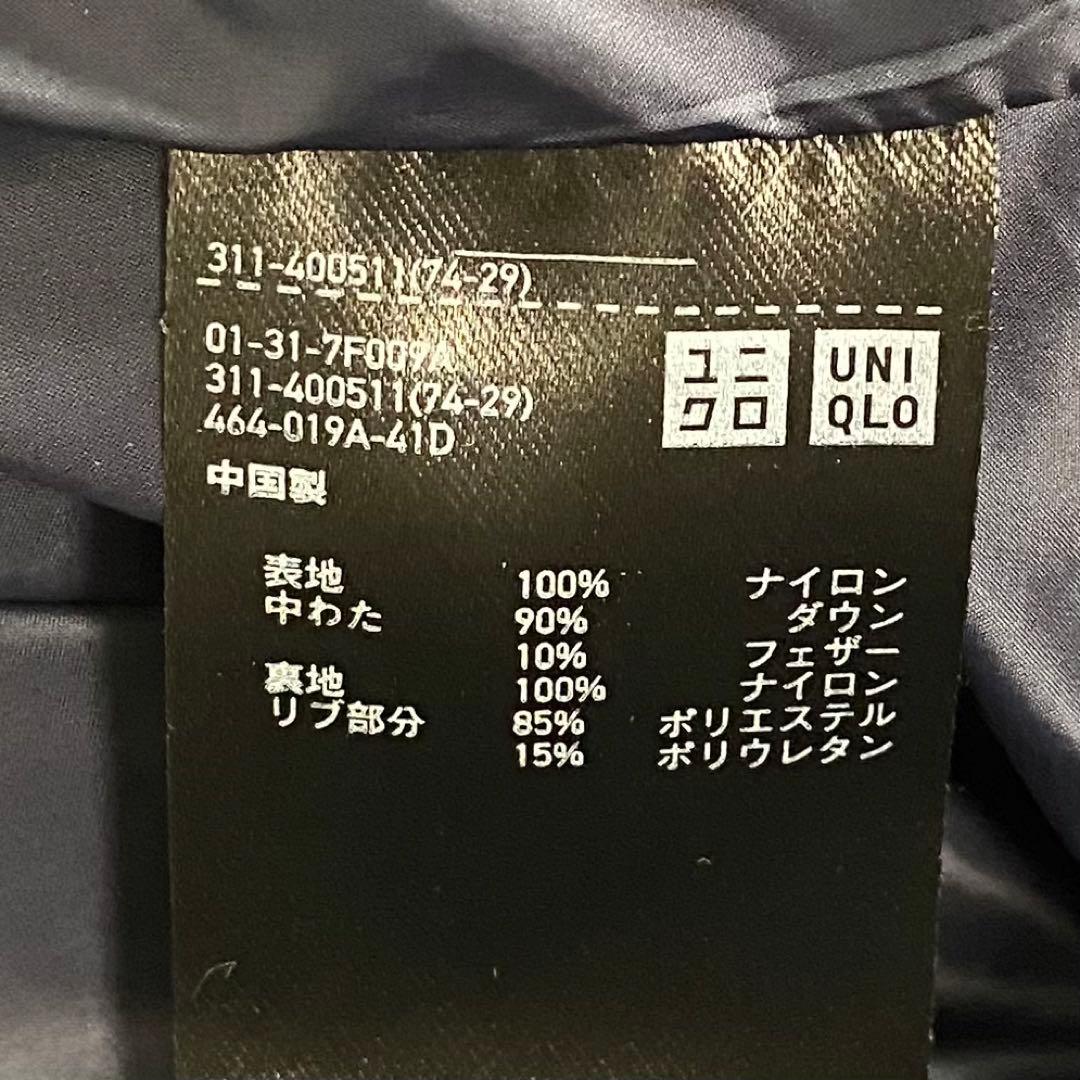 311-400511(74-29)
01-31-7F009A
311-400511(74-29)
464-019A-41D
中国製
ユニ
クロ
UNI
QLO
表地 100% ナイロン
中わた 90% ダウン
10% フェザー
裏地 100% ナイロン
リブ部分 85% ポリエステル
15% ポリウレタン